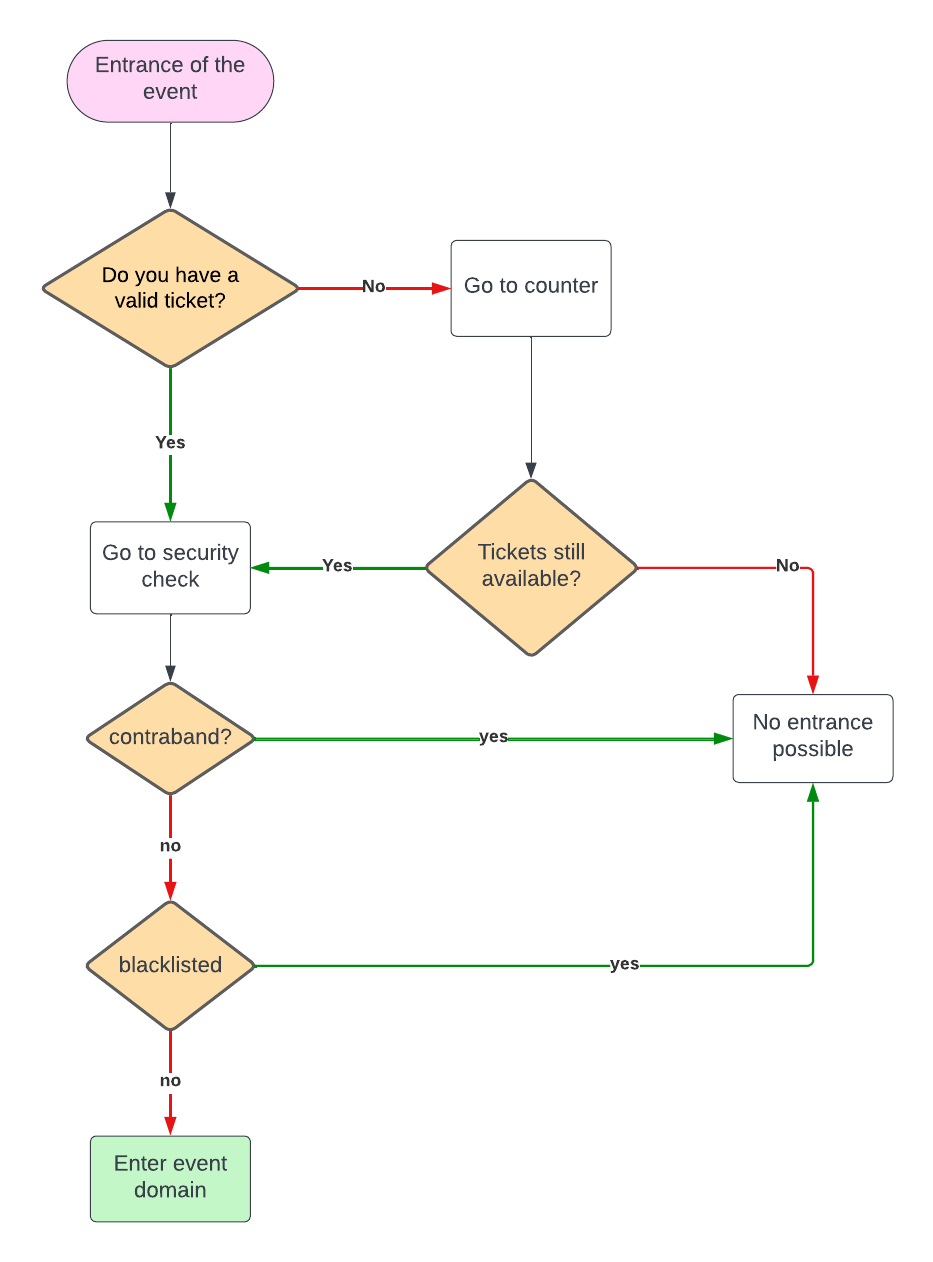 Entrance of the
event
Do you have a
valid ticket?
No
Go to counter
Yes
Go to security
check
Yes
Tickets still
available?
No
contraband?
yes
No entrance
possible
no
blacklisted
yes
no
Enter event
domain